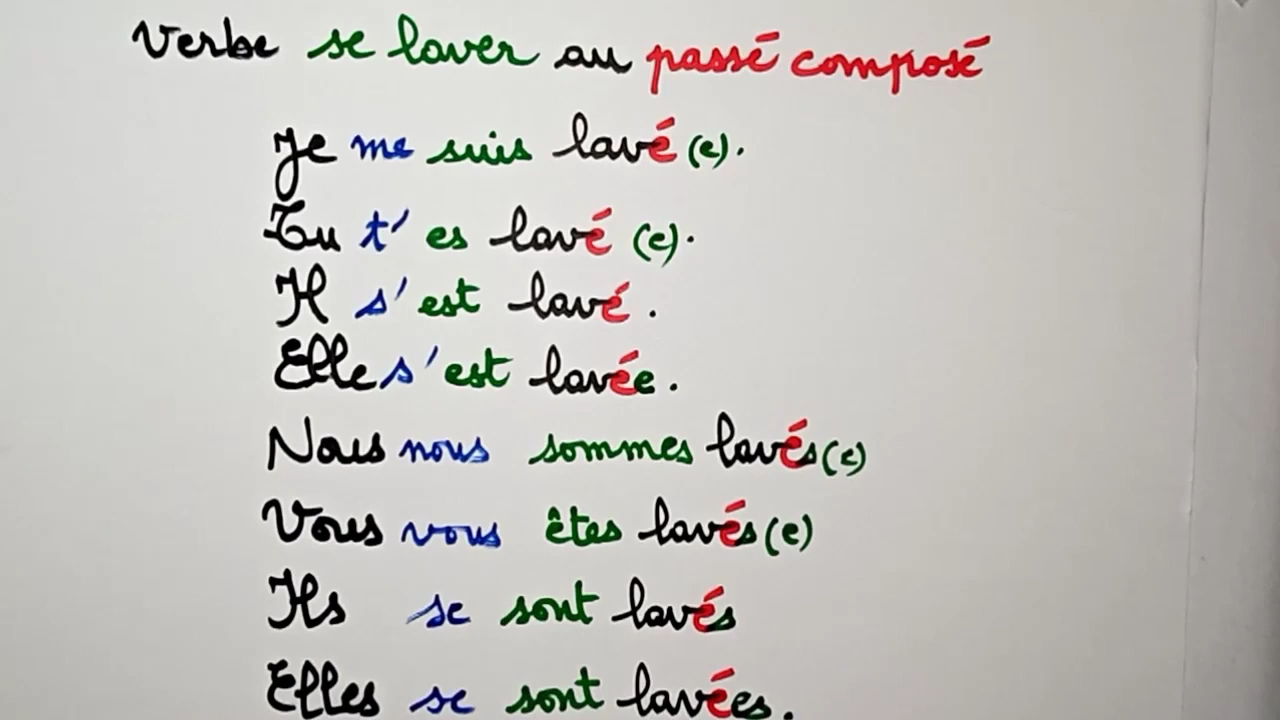 Verbe se laver au passé composé
Je me suis lavé(e).
Tu t'es lavé(e).
Il s'est lavé.
Elle s'est lavée.
Nous nous sommes lavés(e)
Vous vous êtes lavés(e)
Ils se sont lavés
Elles se sont lavées.